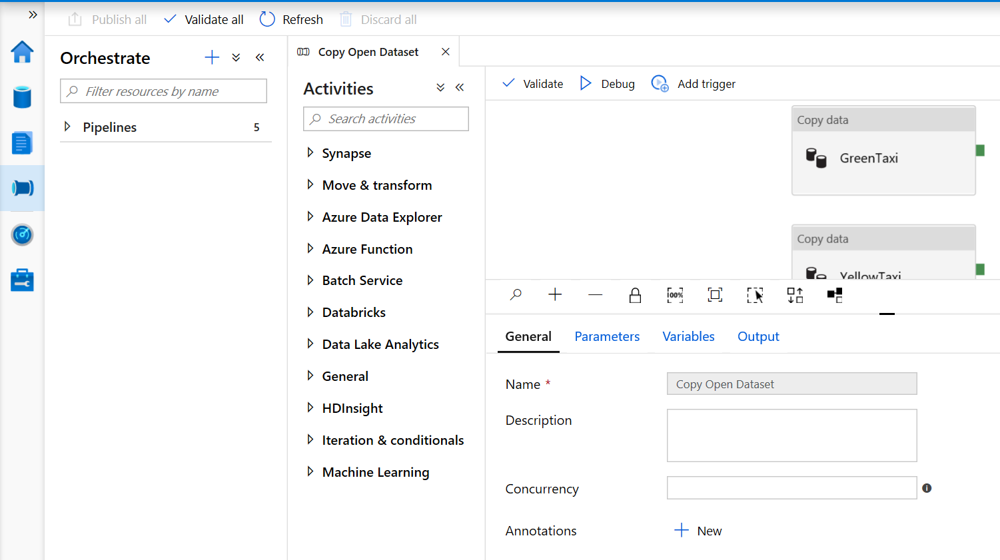 Publish all Validate all Refresh Discard all
Orchestrate
Filter resources by name
Pipelines 5
Copy Open Dataset
Activities
Search activities
Synapse
Move & transform
Azure Data Explorer
Azure Function
Batch Service
Databricks
Data Lake Analytics
General
HDInsight
Iteration & conditionals
Machine Learning
Validate Debug Add trigger
Copy data
GreenTaxi
Copy data
YellowTaxi
100%
General Parameters Variables Output
Name *
Copy Open Dataset
Description
Concurrency
Annotations
New